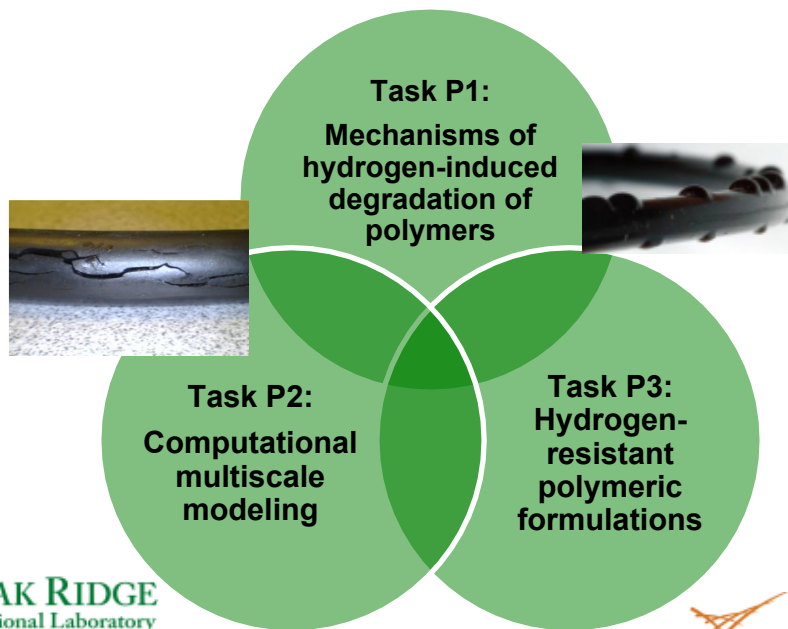 Task P1:
Mechanisms of
hydrogen-induced
degradation of
polymers
Task P2:
Computational
multiscale
modeling
Task P3:
Hydrogen-
resistant
polymeric
formulations
AK RIDGE
ional Laboratory